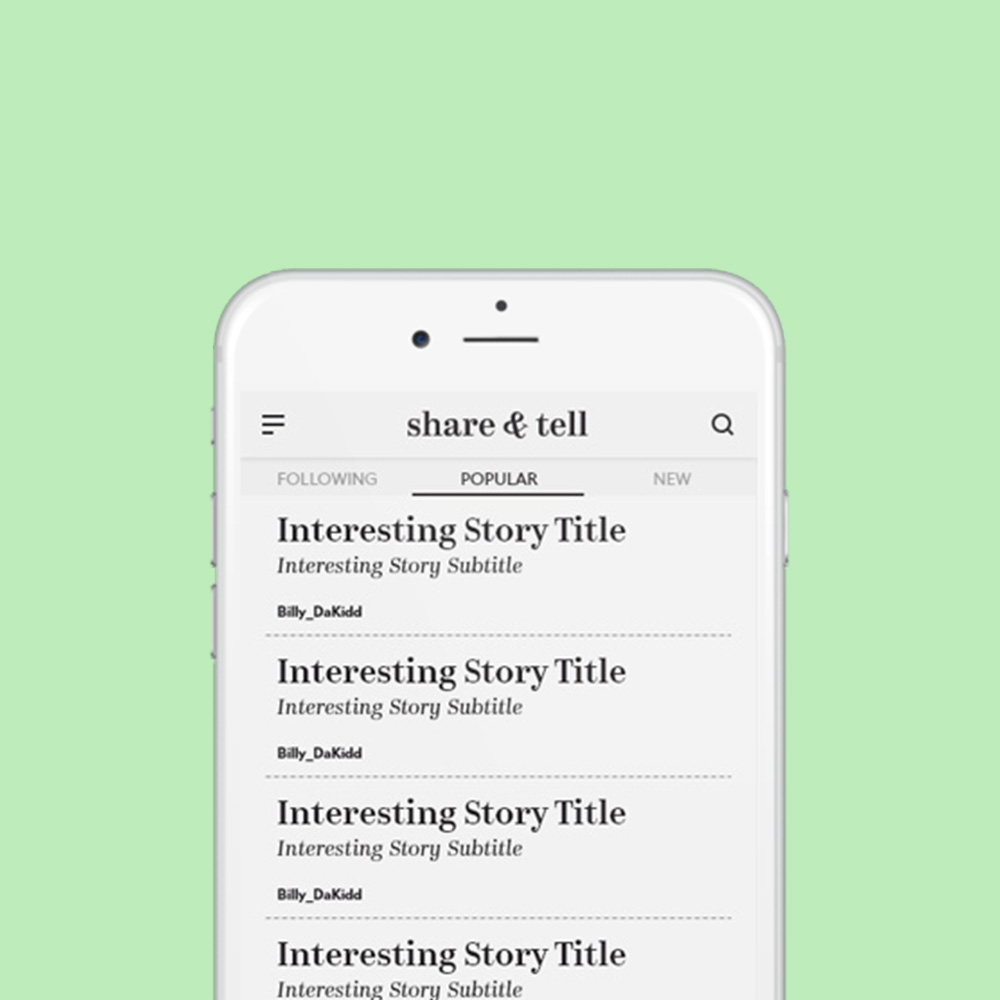 share & tell
FOLLOWING POPULAR NEW
Interesting Story Title
Interesting Story Subtitle
Billy_DaKidd
Interesting Story Title
Interesting Story Subtitle
Billy_DaKidd
Interesting Story Title
Interesting Story Subtitle
Billy_DaKidd
Interesting Story Title
Interesting Story Subtitle